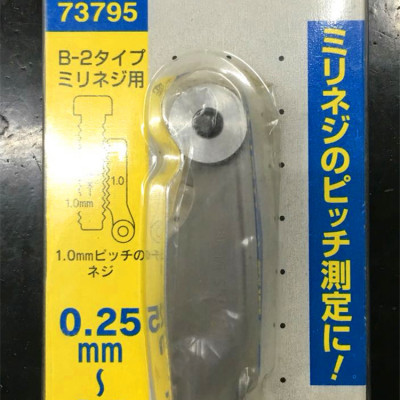 73795
B-2タイプ
ミリネジ用
1.0
1.0mm
1.0mmピッチの
ネジ
0.25
mm
～
ミリネジのピッチ測定に!